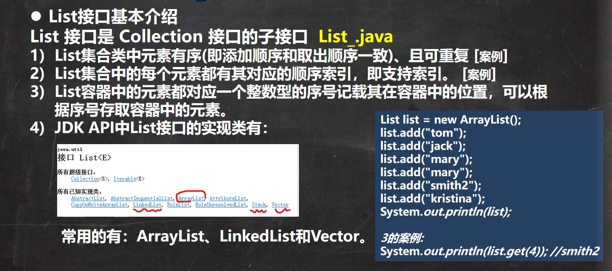 ● List接口基本介绍
List 接口是 Collection 接口的子接口 List_.java
1) List集合类中元素有序(即添加顺序和取出顺序一致)、且可重复 [案例]
2) List集合中的每个元素都有其对应的顺序索引，即支持索引。 [案例]
3) List容器中的元素都对应一个整数型的序号记载其在容器中的位置，可以根
据序号存取容器中的元素。
4) JDK API中List接口的实现类有：
java.util
接口 List<E>
所有超级接口：
Collection<E>, Iterable<E>
所有已知实现类：
AbstractList, AbstractSequentialList, ArrayList, AttributeList,
CopyOnWriteArrayList, LinkedList, RoleList, RoleUnresolvedList, Stack, Vector
常用的有：ArrayList、LinkedList和Vector。
List list = new ArrayList();
list.add("tom");
list.add("jack");
list.add("mary");
list.add("mary");
list.add("smith2");
list.add("kristina");
System.out.println(list);
3的案例:
System.out.println(list.get(4)); //smith2